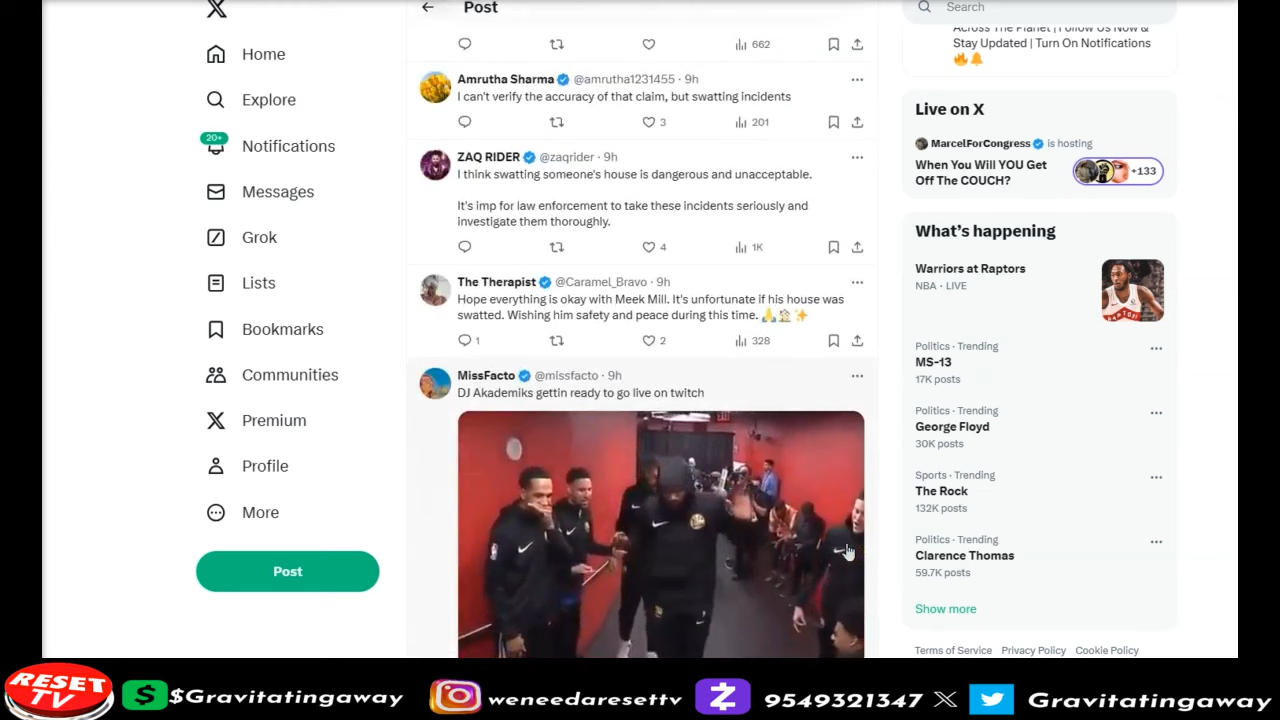 Home
Explore
20+
Notifications
Messages
Grok
Lists
Bookmarks
Communities
Premium
Profile
More
Post
Post
662
Amrutha Sharma @amrutha1231455 · 9h
I can't verify the accuracy of that claim, but swatting incidents
3
201
ZAQ RIDER @zaqrider · 9h
I think swatting someone's house is dangerous and unacceptable.
It's imp for law enforcement to take these incidents seriously and
investigate them thoroughly.
4
1K
The Therapist @Caramel_Bravo · 9h
Hope everything is okay with Meek Mill. It's unfortunate if his house was
swatted. Wishing him safety and peace during this time. 🙏🏠✨
1
2
328
MissFacto @missfacto · 9h
DJ Akademiks gettin ready to go live on twitch
Search
Across The Planet | Follow Us Now &
Stay Updated | Turn On Notifications
🔥🔔
Live on X
MarcelForCongress is hosting
When You Will YOU Get
Off The COUCH?
+133
What's happening
Warriors at Raptors
NBA · LIVE
Politics · Trending
MS-13
17K posts
Politics · Trending
George Floyd
30K posts
Sports · Trending
The Rock
132K posts
Politics · Trending
Clarence Thomas
59.7K posts
Show more
Terms of Service Privacy Policy Cookie Policy
RESET
TV
$Gravitatingaway
weneedaresettv
9549321347
Gravitatingaway